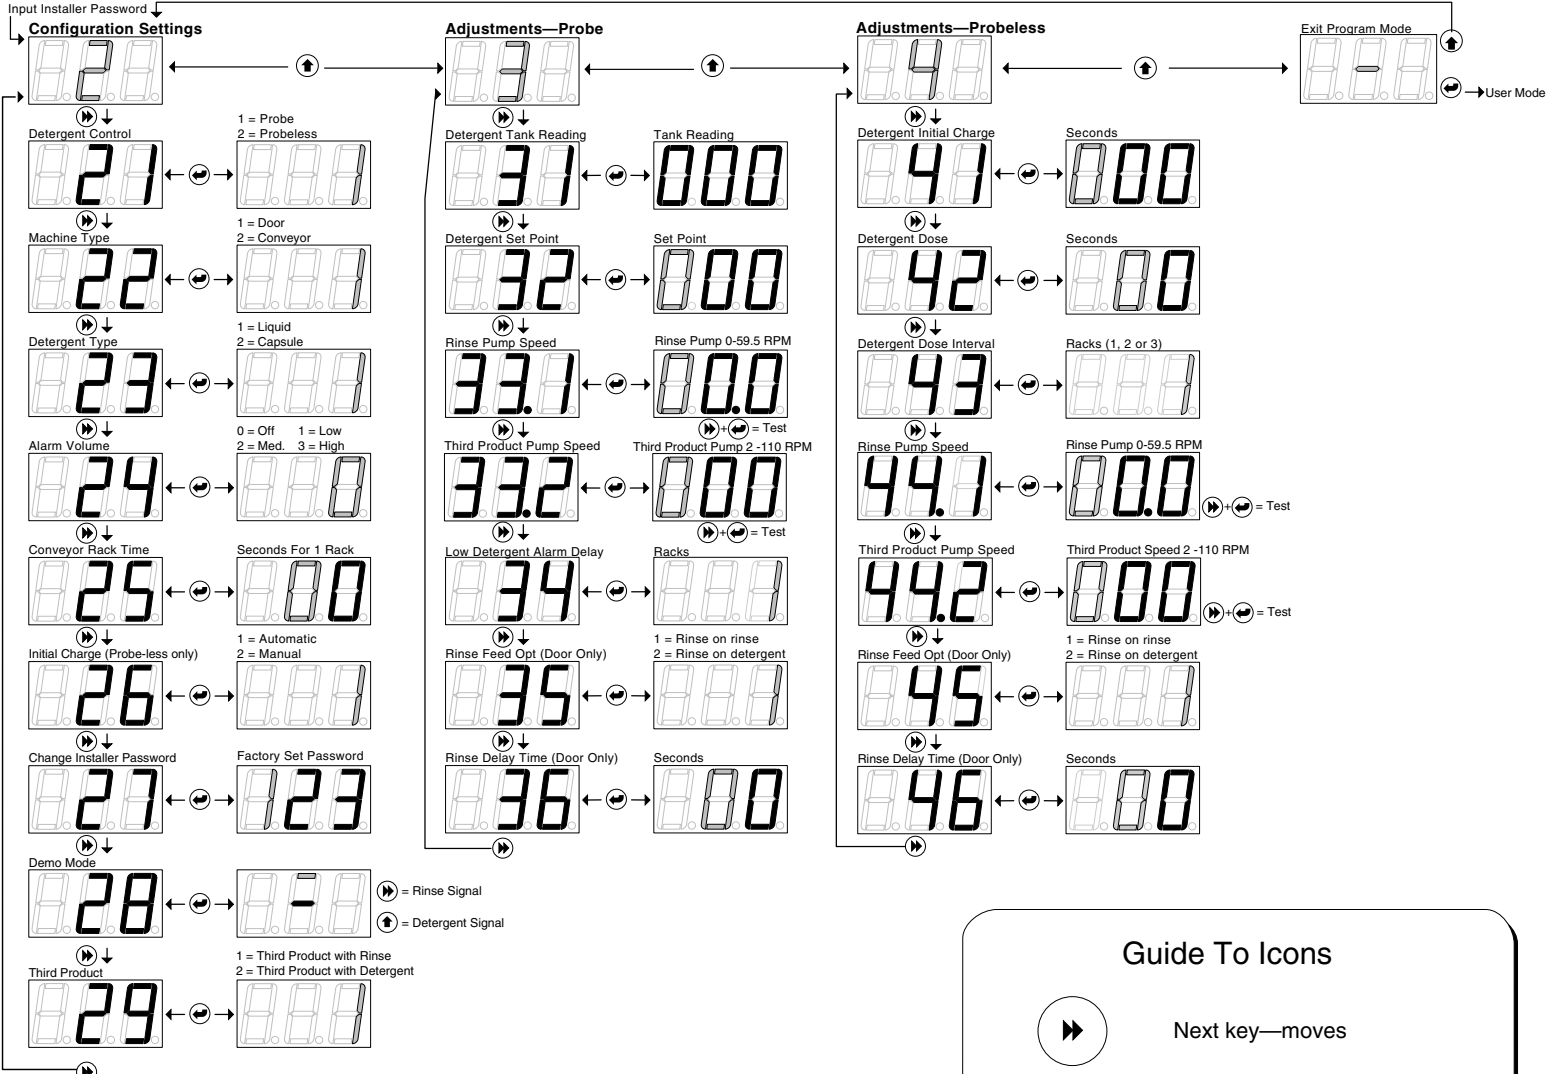 Input Installer Password
Configuration Settings
2
Detergent Control
21
1 = Probe
2 = Probeless
1
Machine Type
22
1 = Door
2 = Conveyor
1
Detergent Type
23
1 = Liquid
2 = Capsule
1
Alarm Volume
24
0 = Off 1 = Low
2 = Med. 3 = High
0
Conveyor Rack Time
25
Seconds For 1 Rack
00
Initial Charge (Probe-less only)
26
1 = Automatic
2 = Manual
1
Change Installer Password
27
Factory Set Password
123
Demo Mode
28
-
= Rinse Signal
= Detergent Signal
Third Product
29
1 = Third Product with Rinse
2 = Third Product with Detergent
1
Adjustments—Probe
3
Detergent Tank Reading
31
Tank Reading
000
Detergent Set Point
32
Set Point
000
Rinse Pump Speed
33.1
Rinse Pump 0-59.5 RPM
00.0
+ = Test
Third Product Pump Speed
33.2
Third Product Pump 2 -110 RPM
000
+ = Test
Low Detergent Alarm Delay
34
Racks
1
Rinse Feed Opt (Door Only)
35
1 = Rinse on rinse
2 = Rinse on detergent
1
Rinse Delay Time (Door Only)
36
Seconds
00
Adjustments—Probeless
4
Detergent Initial Charge
41
Seconds
000
Detergent Dose
42
Seconds
00
Detergent Dose Interval
43
Racks (1, 2 or 3)
1
Rinse Pump Speed
44.1
Rinse Pump 0-59.5 RPM
00.0
+ = Test
Third Product Pump Speed
44.2
Third Product Speed 2 -110 RPM
000
+ = Test
Rinse Feed Opt (Door Only)
45
1 = Rinse on rinse
2 = Rinse on detergent
1
Rinse Delay Time (Door Only)
46
Seconds
00
Exit Program Mode
-
User Mode
Guide To Icons
Next key—moves